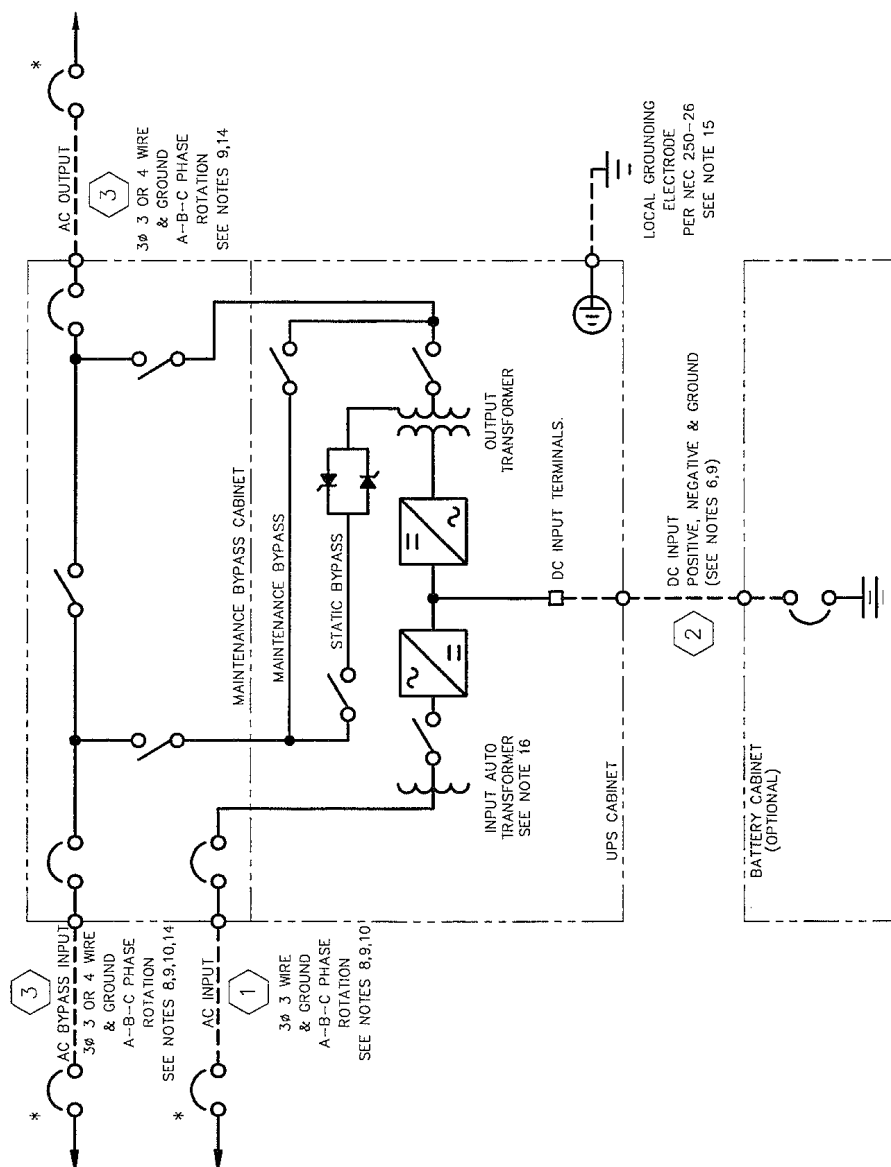 *
3
AC BYPASS INPUT
3ø 3 OR 4 WIRE
& GROUND
A-B-C PHASE
ROTATION
SEE NOTES 8,9,10,14
*
AC INPUT
1
3ø 3 WIRE
& GROUND
A-B-C PHASE
ROTATION
SEE NOTES 8,9,10
*
AC OUTPUT
3
3ø 3 OR 4 WIRE
& GROUND
A-B-C PHASE
ROTATION
SEE NOTES 9,14
MAINTENANCE BYPASS CABINET
MAINTENANCE BYPASS
STATIC BYPASS
INPUT AUTO
TRANSFORMER
SEE NOTE 16
OUTPUT
TRANSFORMER
DC INPUT TERMINALS.
UPS CABINET
LOCAL GROUNDING
ELECTRODE
PER NEC 250-26
SEE NOTE 15
2
DC INPUT
POSITIVE, NEGATIVE & GROUND
(SEE NOTES 6,9)
BATTERY CABINET
(OPTIONAL)